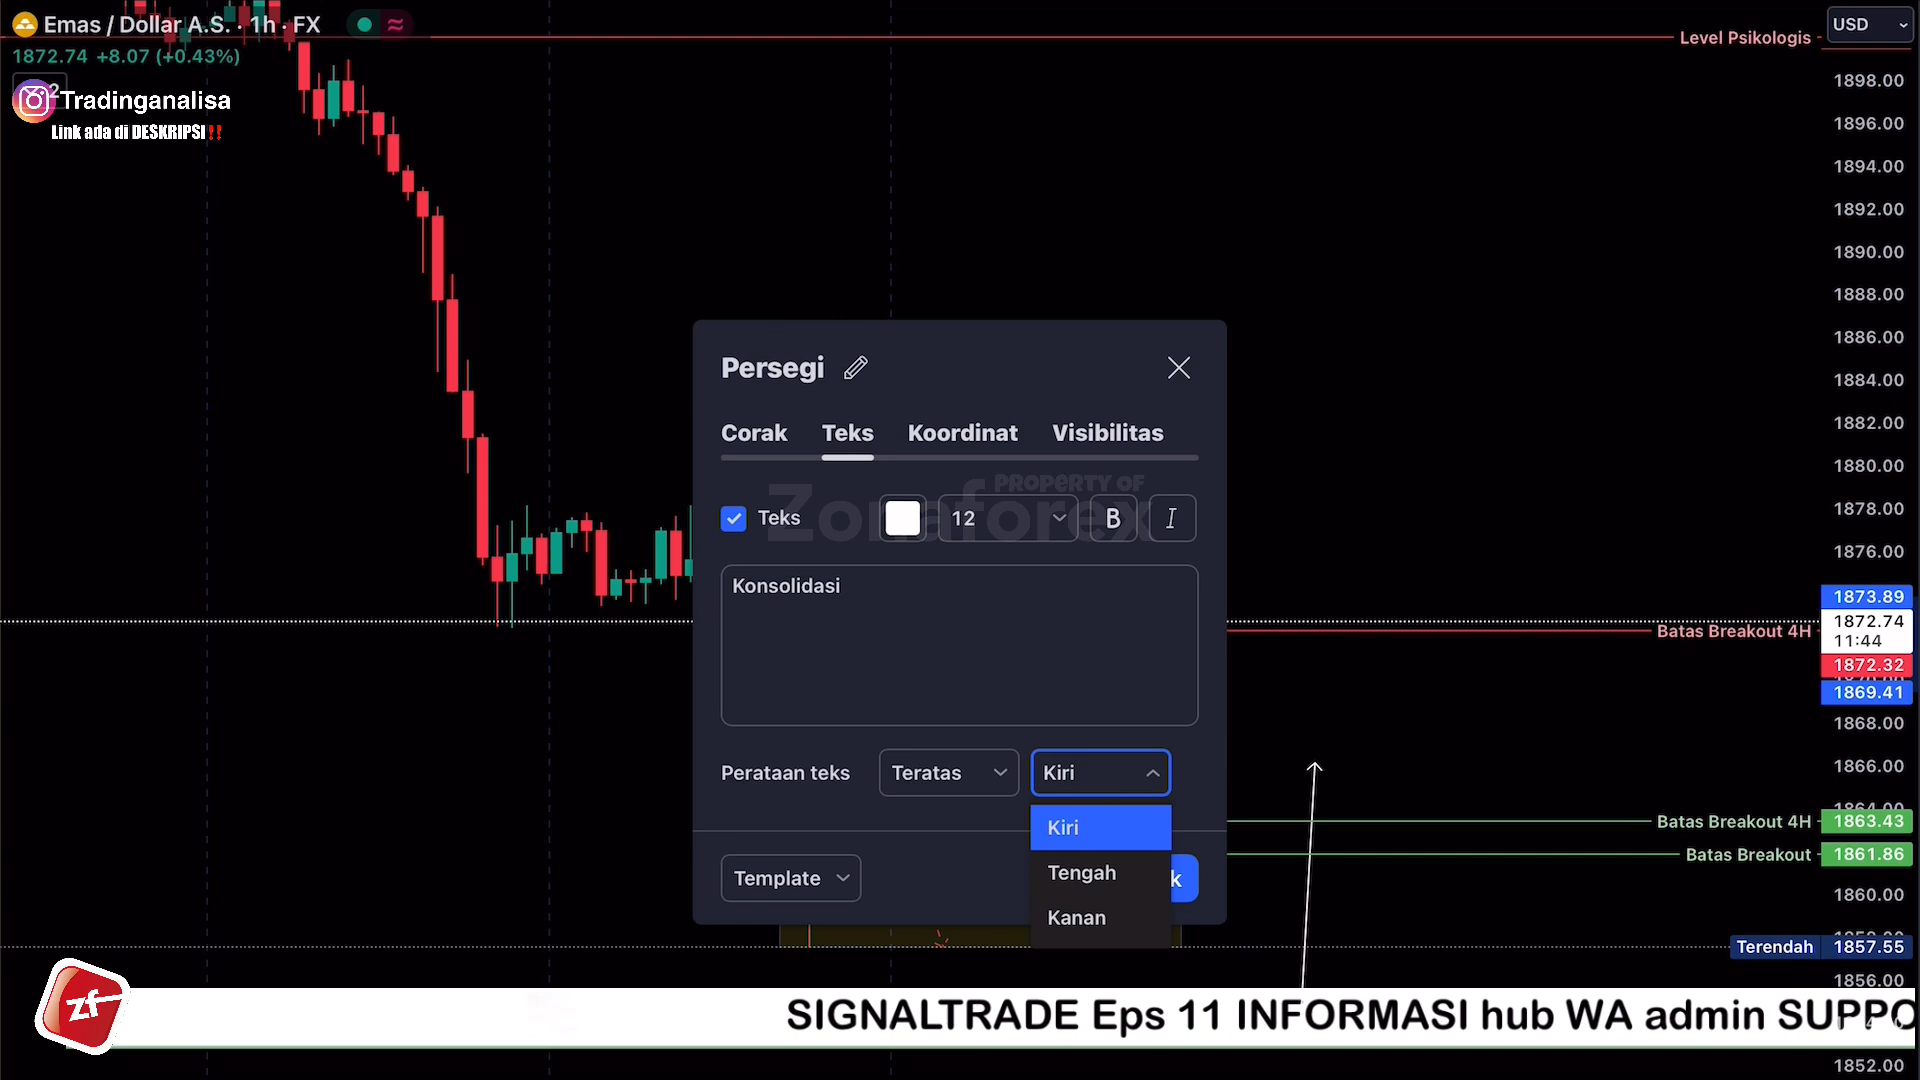 Emas / Dollar A.S. · 1h · FX
1872.74 +8.07 (+0.43%)
2
Tradinganalisa
Link ada di DESKRIPSI!!
USD
Level Psikologis
1898.00
1896.00
1894.00
1892.00
1890.00
1888.00
1886.00
1884.00
1882.00
1880.00
1878.00
1876.00
1873.89
1872.74
11:44
Batas Breakout 4H
1872.32
1869.41
1868.00
1866.00
1864.00
Batas Breakout 4H 1863.43
Batas Breakout 1861.86
1860.00
Terendah 1857.55
1856.00
1852.00
Persegi
Corak Teks Koordinat Visibilitas
PROPERTY OF
Zonaforex
Teks 12 B I
Konsolidasi
Perataan teks Teratas Kiri
Kiri
Tengah
Kanan
Template k
zf
SIGNALTRADE Eps 11 INFORMASI hub WA admin SUPPO